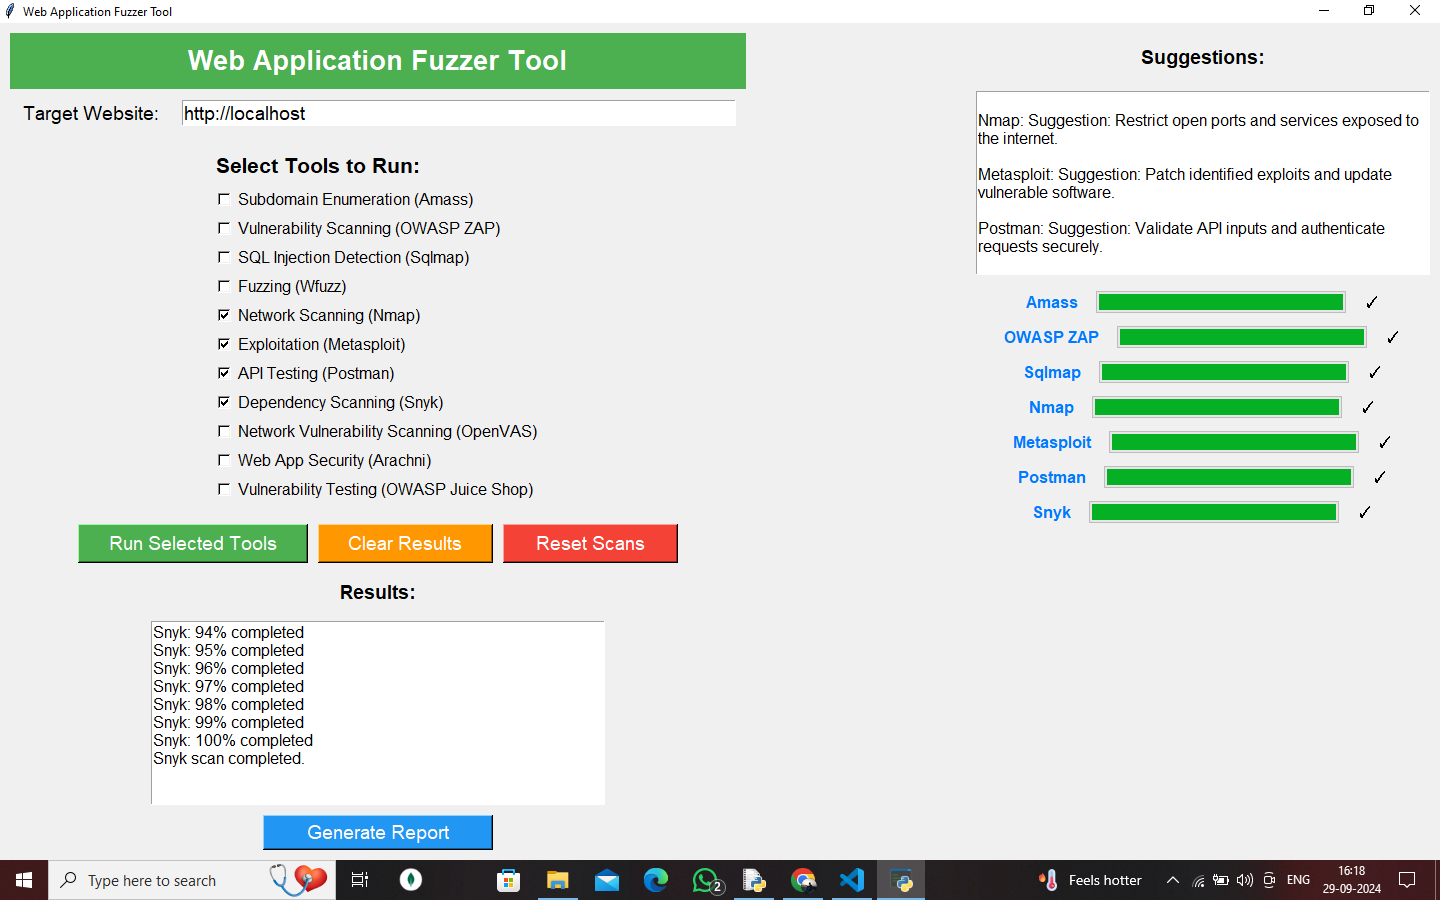 Web Application Fuzzer Tool
Web Application Fuzzer Tool
Target Website: http://localhost
Select Tools to Run:
Subdomain Enumeration (Amass)
Vulnerability Scanning (OWASP ZAP)
SQL Injection Detection (Sqlmap)
Fuzzing (Wfuzz)
Network Scanning (Nmap)
Exploitation (Metasploit)
API Testing (Postman)
Dependency Scanning (Snyk)
Network Vulnerability Scanning (OpenVAS)
Web App Security (Arachni)
Vulnerability Testing (OWASP Juice Shop)
Run Selected Tools
Clear Results
Reset Scans
Results:
Snyk: 94% completed
Snyk: 95% completed
Snyk: 96% completed
Snyk: 97% completed
Snyk: 98% completed
Snyk: 99% completed
Snyk: 100% completed
Snyk scan completed.
Generate Report
Suggestions:
Nmap: Suggestion: Restrict open ports and services exposed to
the internet.
Metasploit: Suggestion: Patch identified exploits and update
vulnerable software.
Postman: Suggestion: Validate API inputs and authenticate
requests securely.
Amass ✓
OWASP ZAP ✓
Sqlmap ✓
Nmap ✓
Metasploit ✓
Postman ✓
Snyk ✓
Type here to search
2
Feels hotter
ENG
16:18
29-09-2024